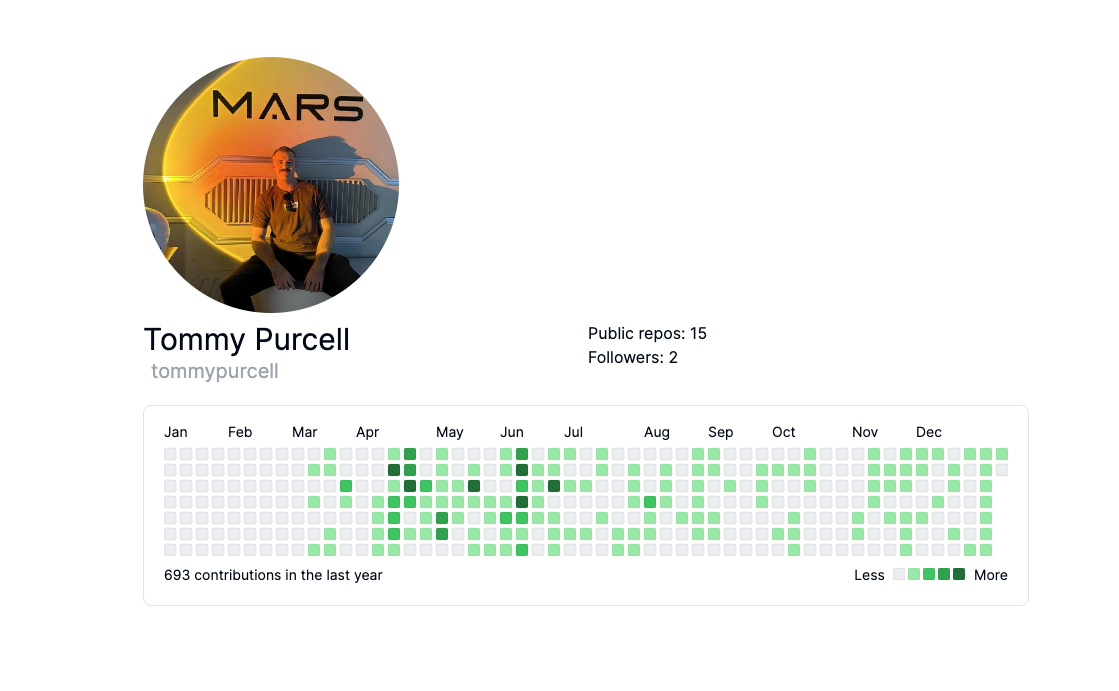 MARS
Tommy Purcell
tommypurcell
Public repos: 15
Followers: 2
Jan Feb Mar Apr May Jun Jul Aug Sep Oct Nov Dec
693 contributions in the last year
Less More